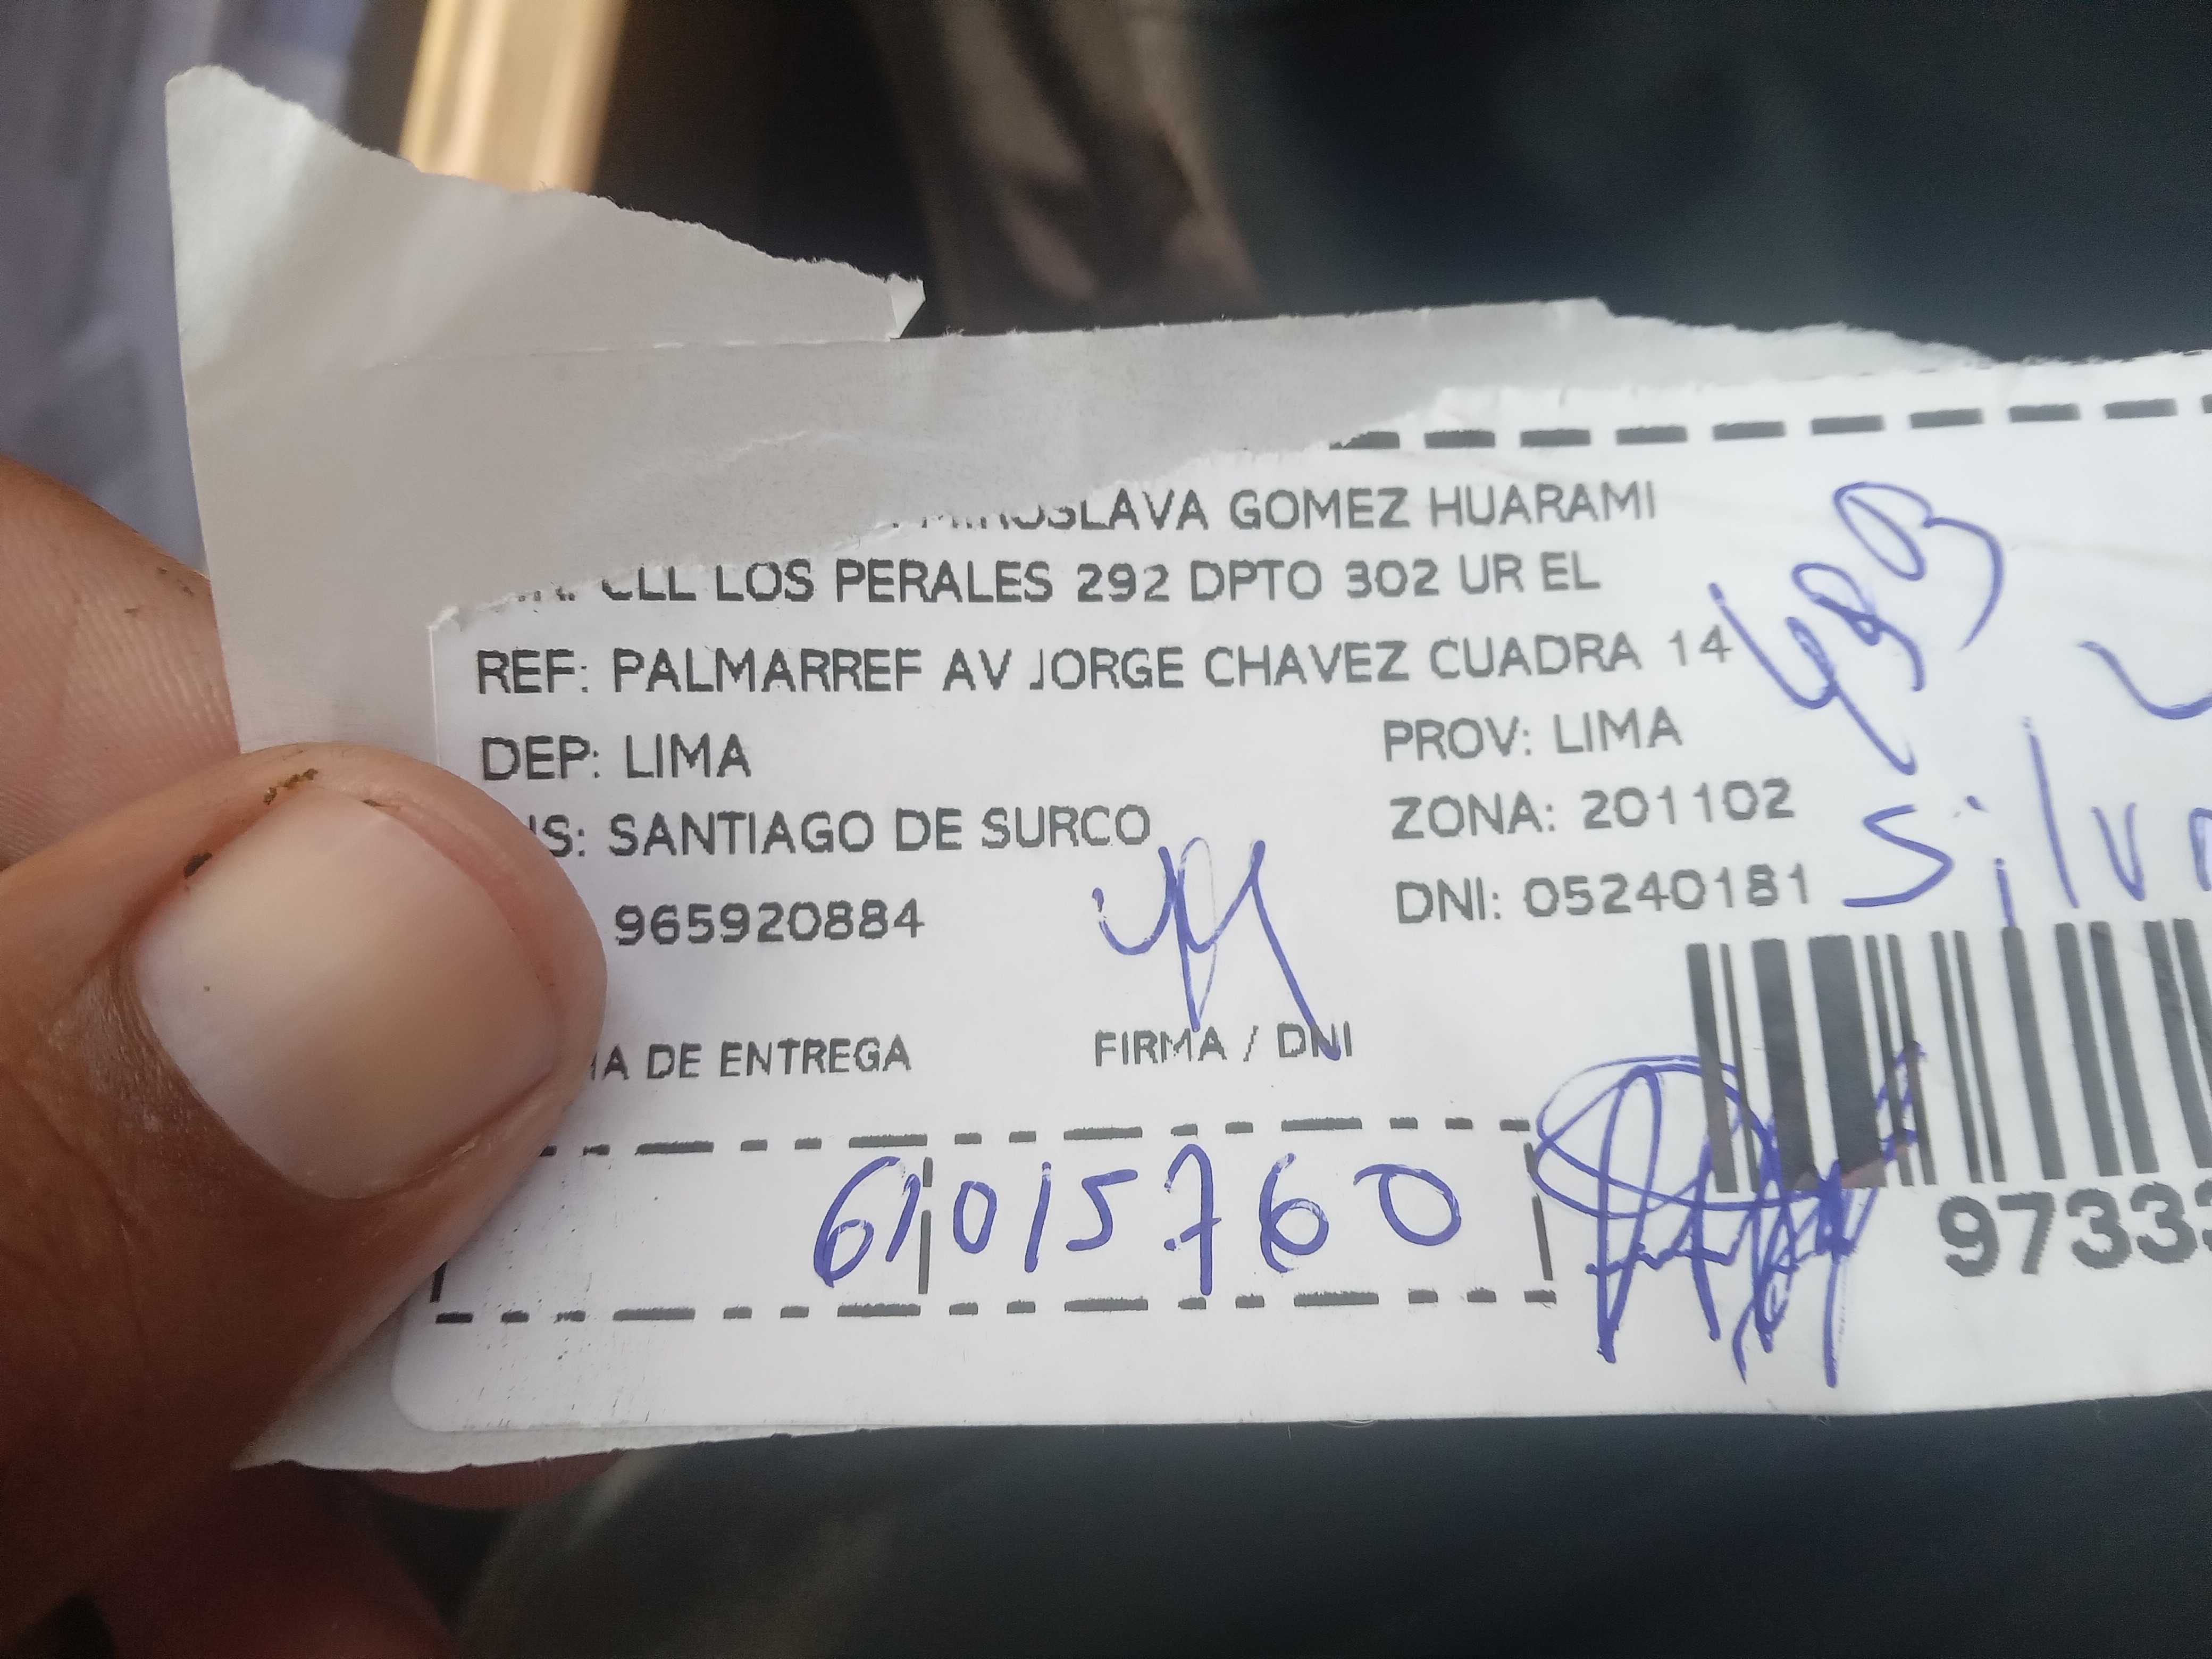 MIROSLAVA GOMEZ HUARAMI
CLL LOS PERALES 292 DPTO 302 UR EL
REF: PALMARREF AV JORGE CHAVEZ CUADRA 14
DEP: LIMA PROV: LIMA
SANTIAGO DE SURCO ZONA: 201102
965920884 DNI: 05240181
DE ENTREGA FIRMA / DNI
61015760
9733